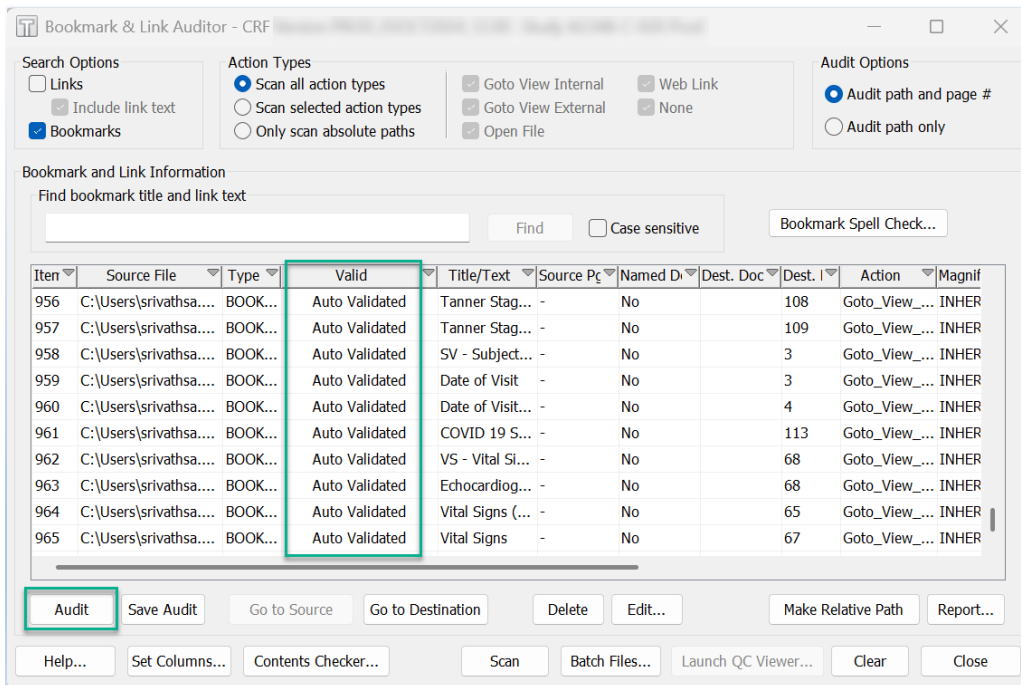 Bookmark & Link Auditor - CRF
Search Options
Links
Include link text
Bookmarks
Action Types
Scan all action types
Scan selected action types
Only scan absolute paths
Goto View Internal
Goto View External
Open File
Web Link
None
Audit Options
Audit path and page #
Audit path only
Bookmark and Link Information
Find bookmark title and link text
Find
Case sensitive
Bookmark Spell Check...
Iten Source File Type Valid Title/Text Source Pg Named D Dest. Doc Dest. Action Magnif
956 C:\Users\srivathsa.... BOOK... Auto Validated Tanner Stag... - No 108 Goto_View_... INHER
957 C:\Users\srivathsa.... BOOK... Auto Validated Tanner Stag... - No 109 Goto_View_... INHER
958 C:\Users\srivathsa.... BOOK... Auto Validated SV - Subject... - No 3 Goto_View_... INHER
959 C:\Users\srivathsa.... BOOK... Auto Validated Date of Visit - No 3 Goto_View_... INHER
960 C:\Users\srivathsa.... BOOK... Auto Validated Date of Visit... - No 4 Goto_View_... INHER
961 C:\Users\srivathsa.... BOOK... Auto Validated COVID 19 S... - No 113 Goto_View_... INHER
962 C:\Users\srivathsa.... BOOK... Auto Validated VS - Vital Si... - No 68 Goto_View_... INHER
963 C:\Users\srivathsa.... BOOK... Auto Validated Echocardiog... - No 68 Goto_View_... INHER
964 C:\Users\srivathsa.... BOOK... Auto Validated Vital Signs (... - No 65 Goto_View_... INHER
965 C:\Users\srivathsa.... BOOK... Auto Validated Vital Signs - No 67 Goto_View_... INHER
Audit Save Audit Go to Source Go to Destination Delete Edit... Make Relative Path Report...
Help... Set Columns... Contents Checker... Scan Batch Files... Launch QC Viewer... Clear Close